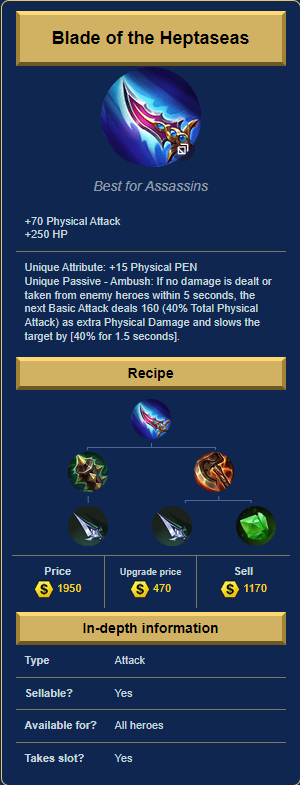 Blade of the Heptaseas
Best for Assassins
+70 Physical Attack
+250 HP
Unique Attribute: +15 Physical PEN
Unique Passive - Ambush: If no damage is dealt or
taken from enemy heroes within 5 seconds, the
next Basic Attack deals 160 (40% Total Physical
Attack) as extra Physical Damage and slows the
target by [40% for 1.5 seconds].
Recipe
Price Upgrade price Sell
S 1950 S 470 S 1170
In-depth information
Type Attack
Sellable? Yes
Available for? All heroes
Takes slot? Yes